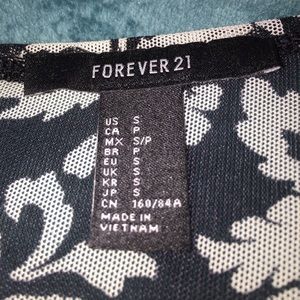 FOREVER 21
US S
CA P
MX S/P
BR P
EU S
UK S
KR S
JP S
CN 160/84A
MADE IN
VIETNAM